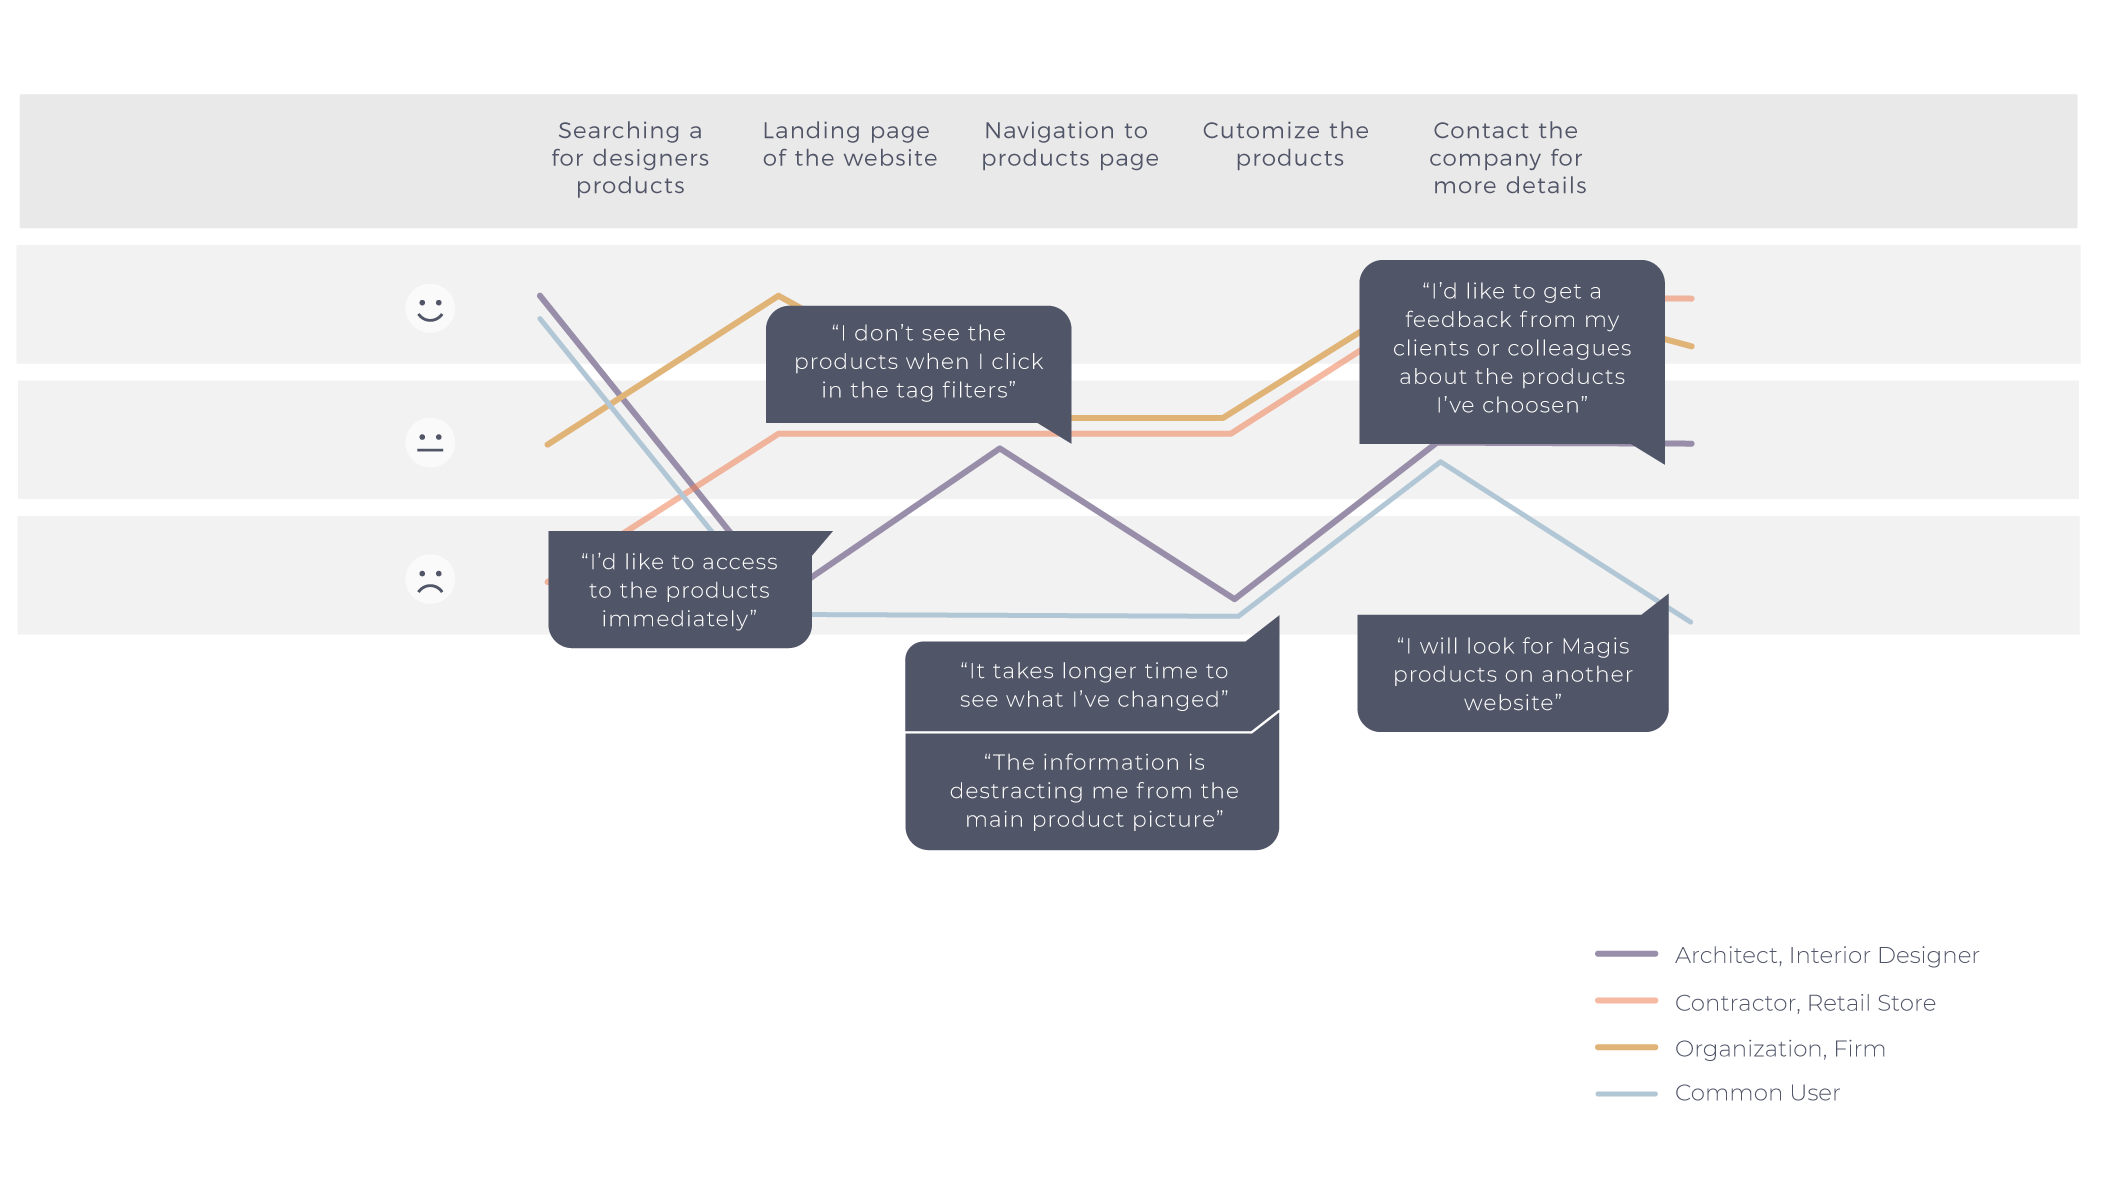 Searching a
for designers
products
Landing page
of the website
Navigation to
products page
Cutomize the
products
Contact the
company for
more details
“I’d like to get a
feedback from my
clients or colleagues
about the products
I’ve choosen”
“I don’t see the
products when I click
in the tag filters”
“I’d like to access
to the products
immediately”
“It takes longer time to
see what I’ve changed”
“The information is
destracting me from the
main product picture”
“I will look for Magis
products on another
website”
Architect, Interior Designer
Contractor, Retail Store
Organization, Firm
Common User